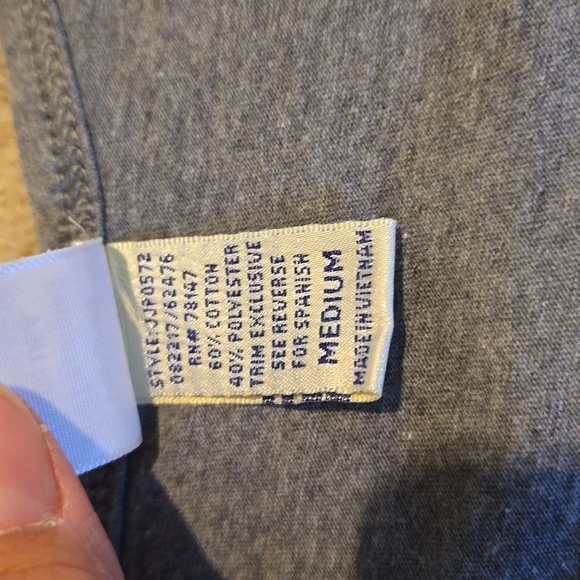 STYLE:JJP0572
082217/62476
RN# 78147
60% COTTON
40% POLYESTER
TRIM EXCLUSIVE
SEE REVERSE
FOR SPANISH
MEDIUM
MADE IN VIETNAM